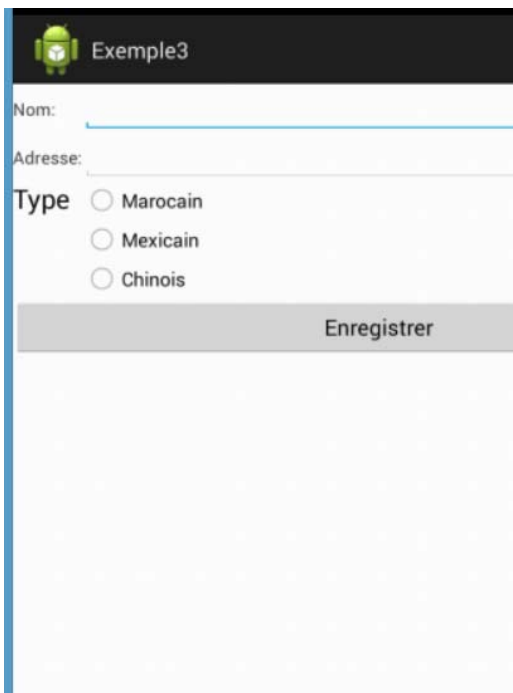 Exemple3
Nom:
Adresse:
Type
Marocain
Mexicain
Chinois
Enregistrer